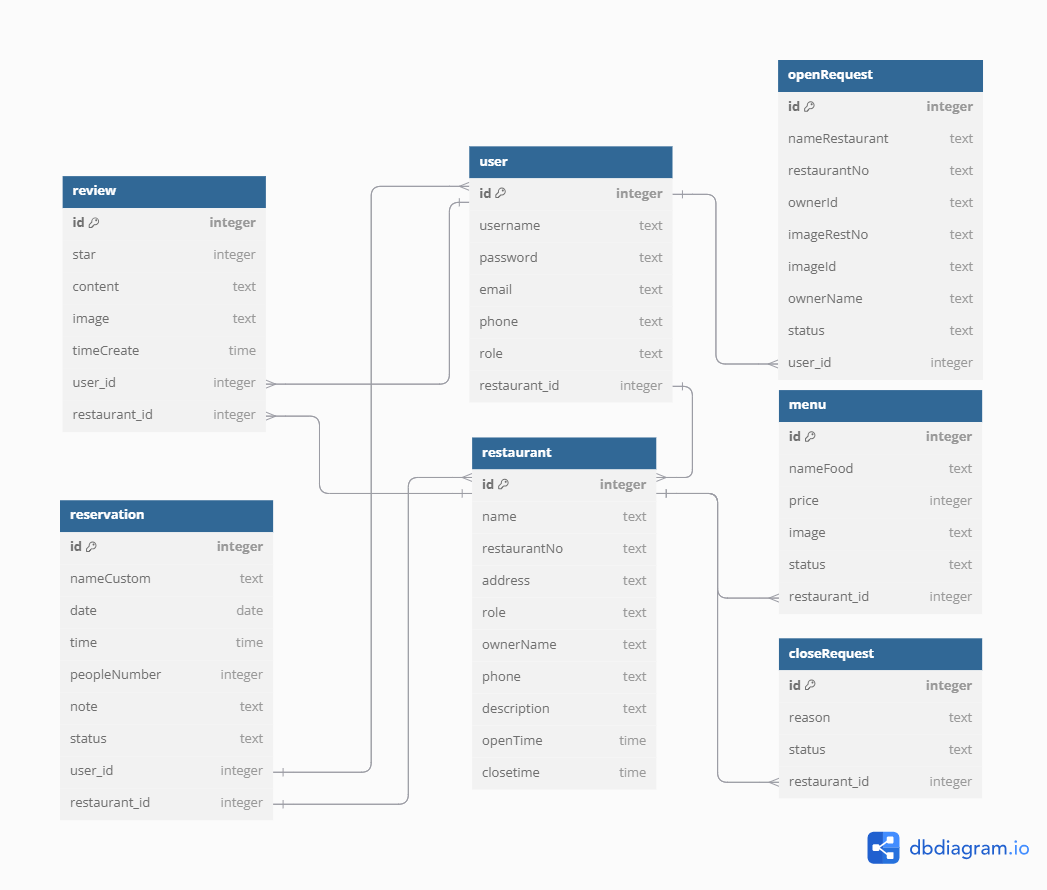 review
id integer
star integer
content text
image text
timeCreate time
user_id integer
restaurant_id integer
reservation
id integer
nameCustom text
date date
time time
peopleNumber integer
note text
status text
user_id integer
restaurant_id integer
user
id integer
username text
password text
email text
phone text
role text
restaurant_id integer
restaurant
id integer
name text
restaurantNo text
address text
role text
ownerName text
phone text
description text
openTime time
closetime time
openRequest
id integer
nameRestaurant text
restaurantNo text
ownerId text
imageRestNo text
imageId text
ownerName text
status text
user_id integer
menu
id integer
nameFood text
price integer
image text
status text
restaurant_id integer
closeRequest
id integer
reason text
status text
restaurant_id integer
dbdiagram.io